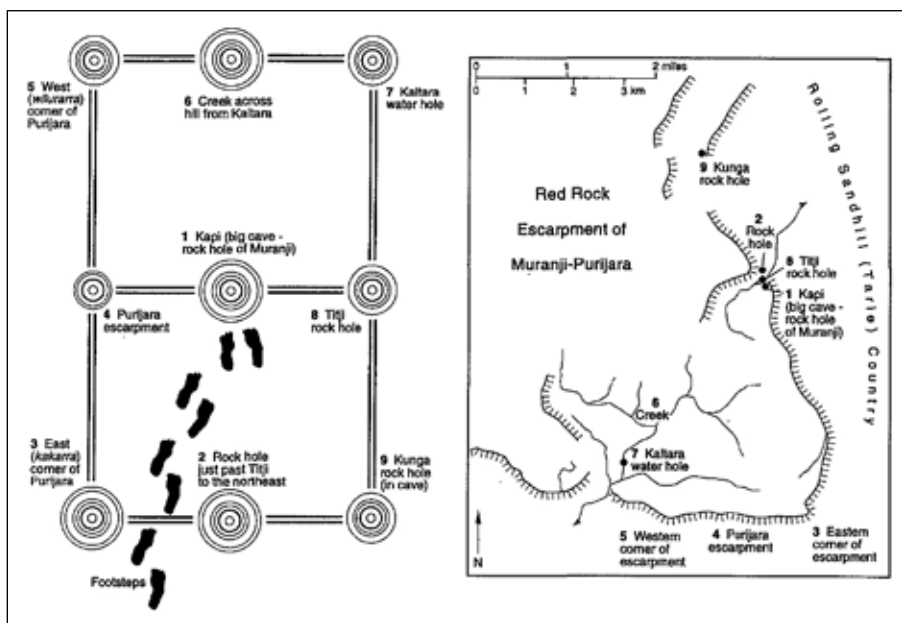 5 West
(wilurarra)
corner of
Purijara
6 Creek across
hill from Kaltara
7 Kaltara
water hole
1 Kapi (big cave -
rock hole of Muranji)
4 Purijara
escarpment
8 Titji
rock hole
3 East
(kakarra)
corner of
Purijara
2 Rock hole
just past Titji
to the northeast
9 Kunga
rock hole
(in cave)
Footsteps
0 1 2 miles
0 1 2 3 km
Red Rock
Escarpment of
Muranji-Purijara
Rolling Sandhill (Tarle) Country
9 Kunga
rock hole
2
Rock
hole
8 Titji
rock hole
1 Kapi
(big cave -
rock hole
of Muranji)
6
Creek
7 Kaltara
water hole
5 Western
corner of
escarpment
4 Purijara
escarpment
3 Eastern
corner of
escarpment
N